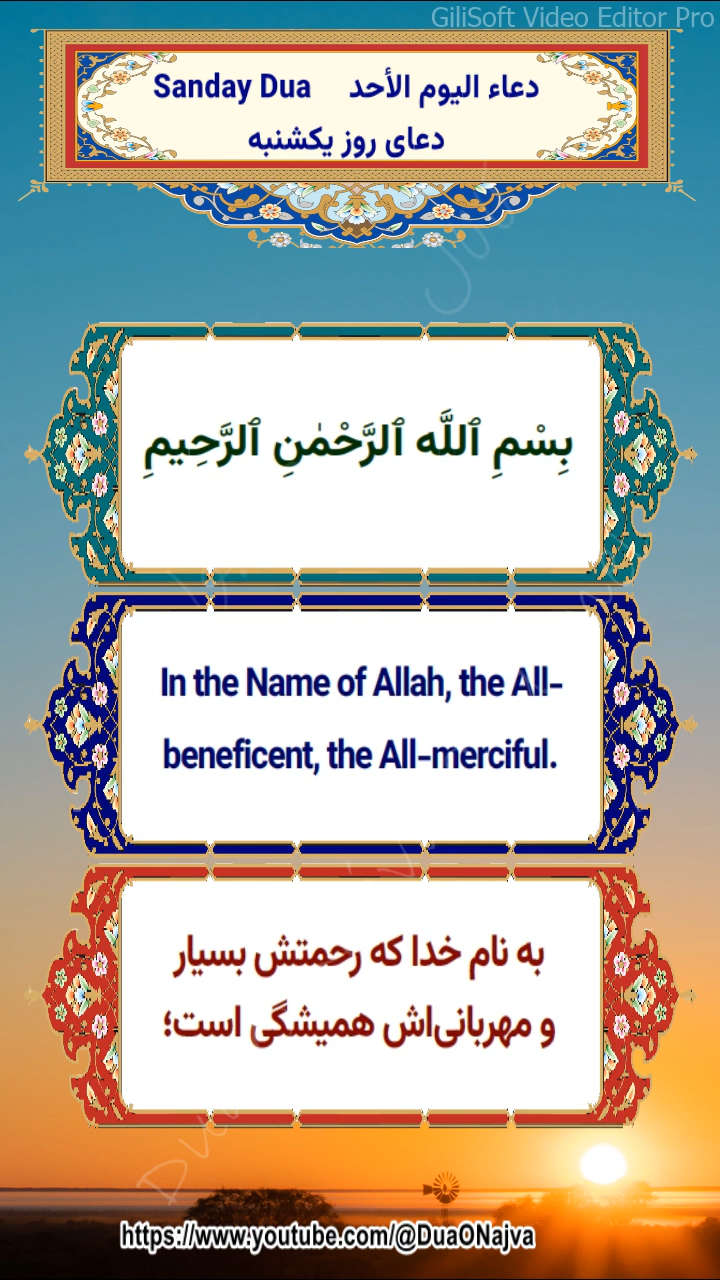 GiliSoft Video Editor Pro
Sanday Dua دعاء اليوم الأحد
دعای روز یکشنبه
بِسْمِ ٱللَّه ٱلرَّحْمَٰنِ ٱلرَّحِيمِ
In the Name of Allah, the All-
beneficent, the All-merciful.
به نام خدا که رحمتش بسیار
و مهربانی‌اش همیشگی است؛
https://www.youtube.com/@DuaONajva